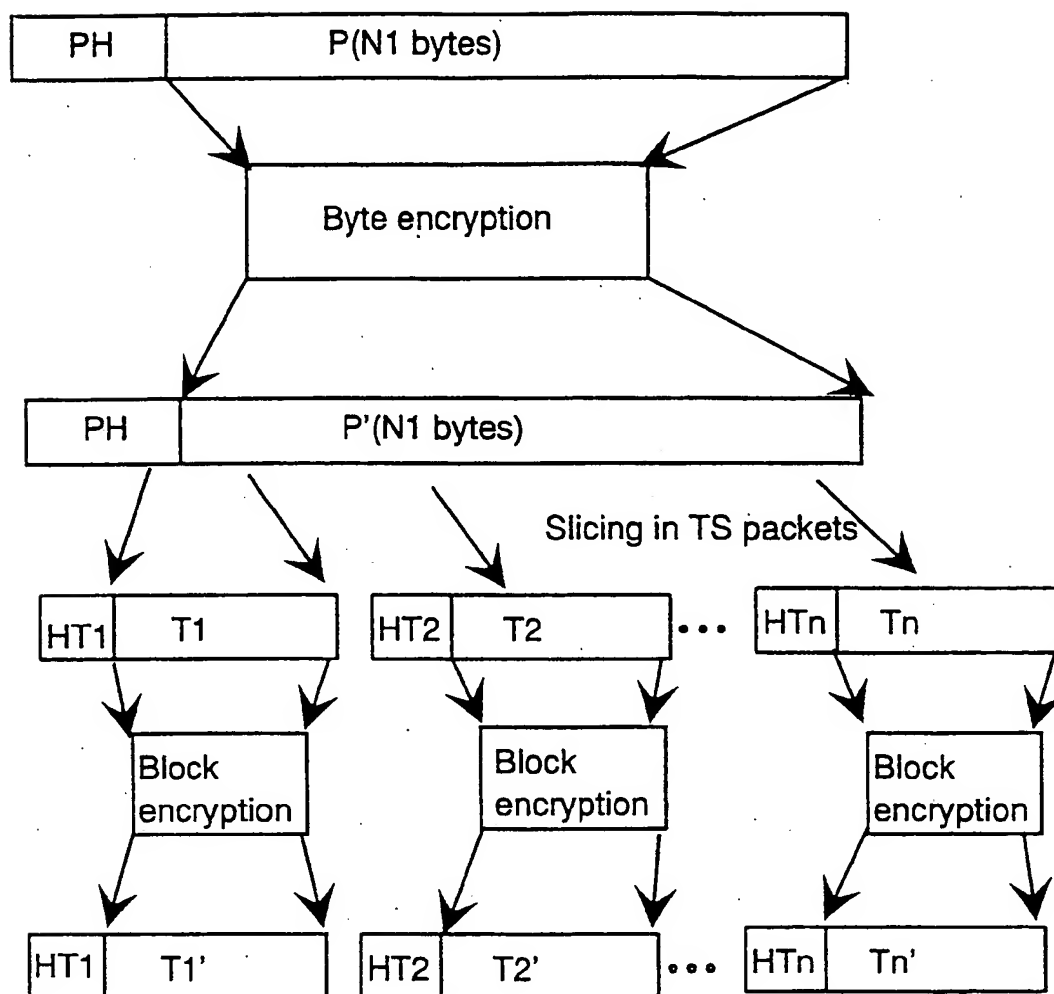 PH P(N1 bytes)
Byte encryption
PH P'(N1 bytes)
Slicing in TS packets
HT1 T1 HT2 T2 ••• HTn Tn
Block encryption
Block encryption
Block encryption
HT1 T1' HT2 T2' ••• HTn Tn'